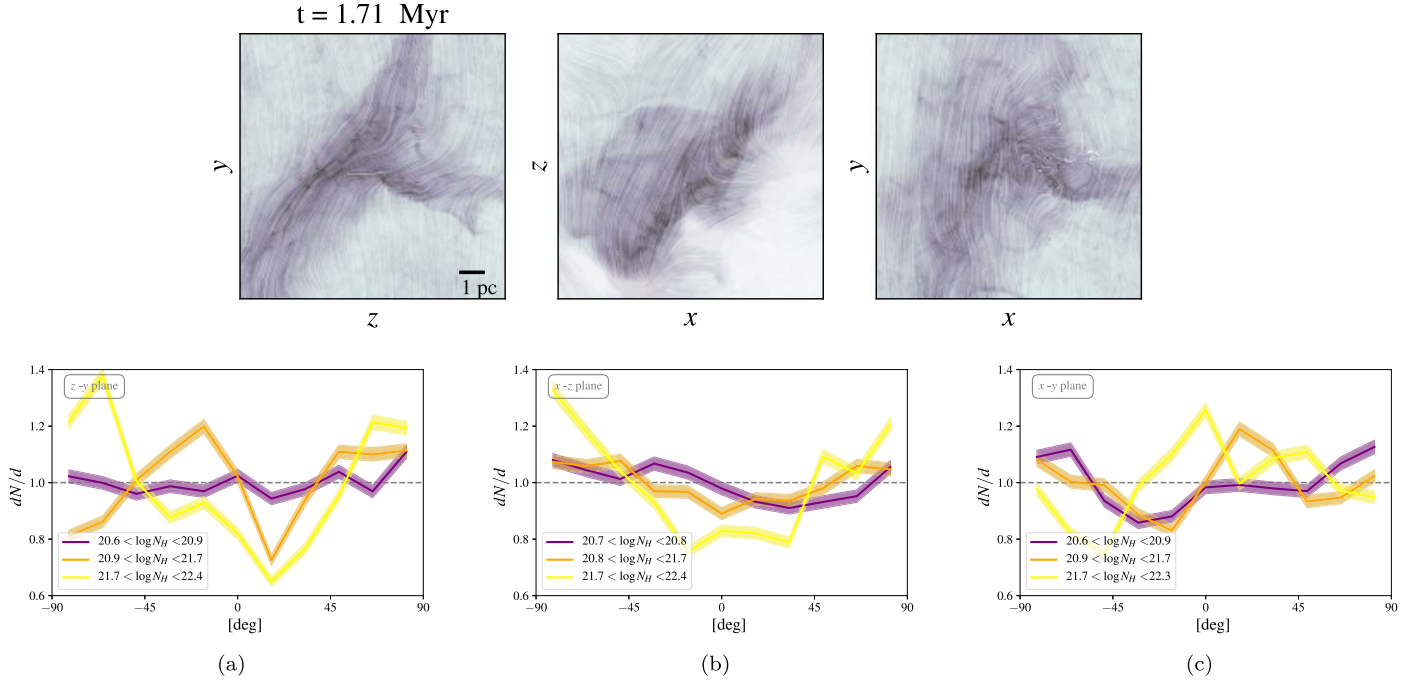 t = 1.71 Myr
y
z
1 pc
z
x
y
x
dN/d
1.4
1.2
1.0
0.8
0.6
z -y plane
20.6 < log N_H <20.9
20.9 < log N_H <21.7
21.7 < log N_H <22.4
−90
−45
0
45
90
[deg]
(a)
dN/d
1.4
1.2
1.0
0.8
0.6
x -z plane
20.7 < log N_H <20.8
20.8 < log N_H <21.7
21.7 < log N_H <22.4
−90
−45
0
45
90
[deg]
(b)
dN/d
1.4
1.2
1.0
0.8
0.6
x -y plane
20.6 < log N_H <20.9
20.9 < log N_H <21.7
21.7 < log N_H <22.3
−90
−45
0
45
90
[deg]
(c)